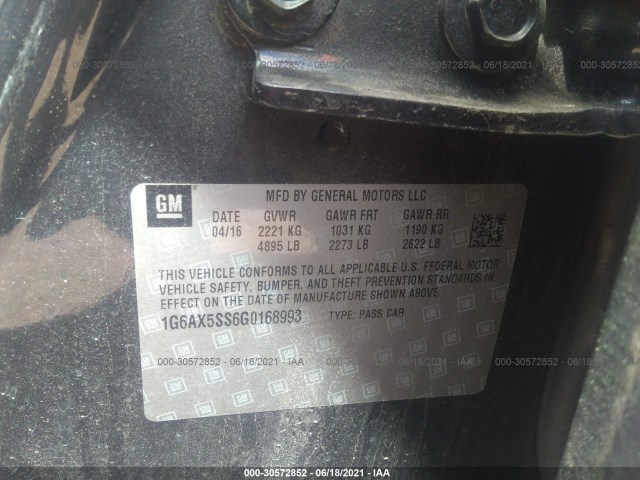 000-30572852 - 06/18/2021 - IAA
GM
MFD BY GENERAL MOTORS LLC
DATE GVWR GAWR FRT GAWR RR
04/16 2221 KG 1031 KG 1190 KG
4895 LB 2273 LB 2622 LB
THIS VEHICLE CONFORMS TO ALL APPLICABLE U.S. FEDERAL MOTOR
VEHICLE SAFETY, BUMPER, AND THEFT PREVENTION STANDARDS IN
EFFECT ON THE DATE OF MANUFACTURE SHOWN ABOVE.
1G6AX5SS6G0168993 TYPE: PASS CAR
000-30572852 - 06/18/2021 - IAA
000-30572852 - 06/18/2021 - IAA